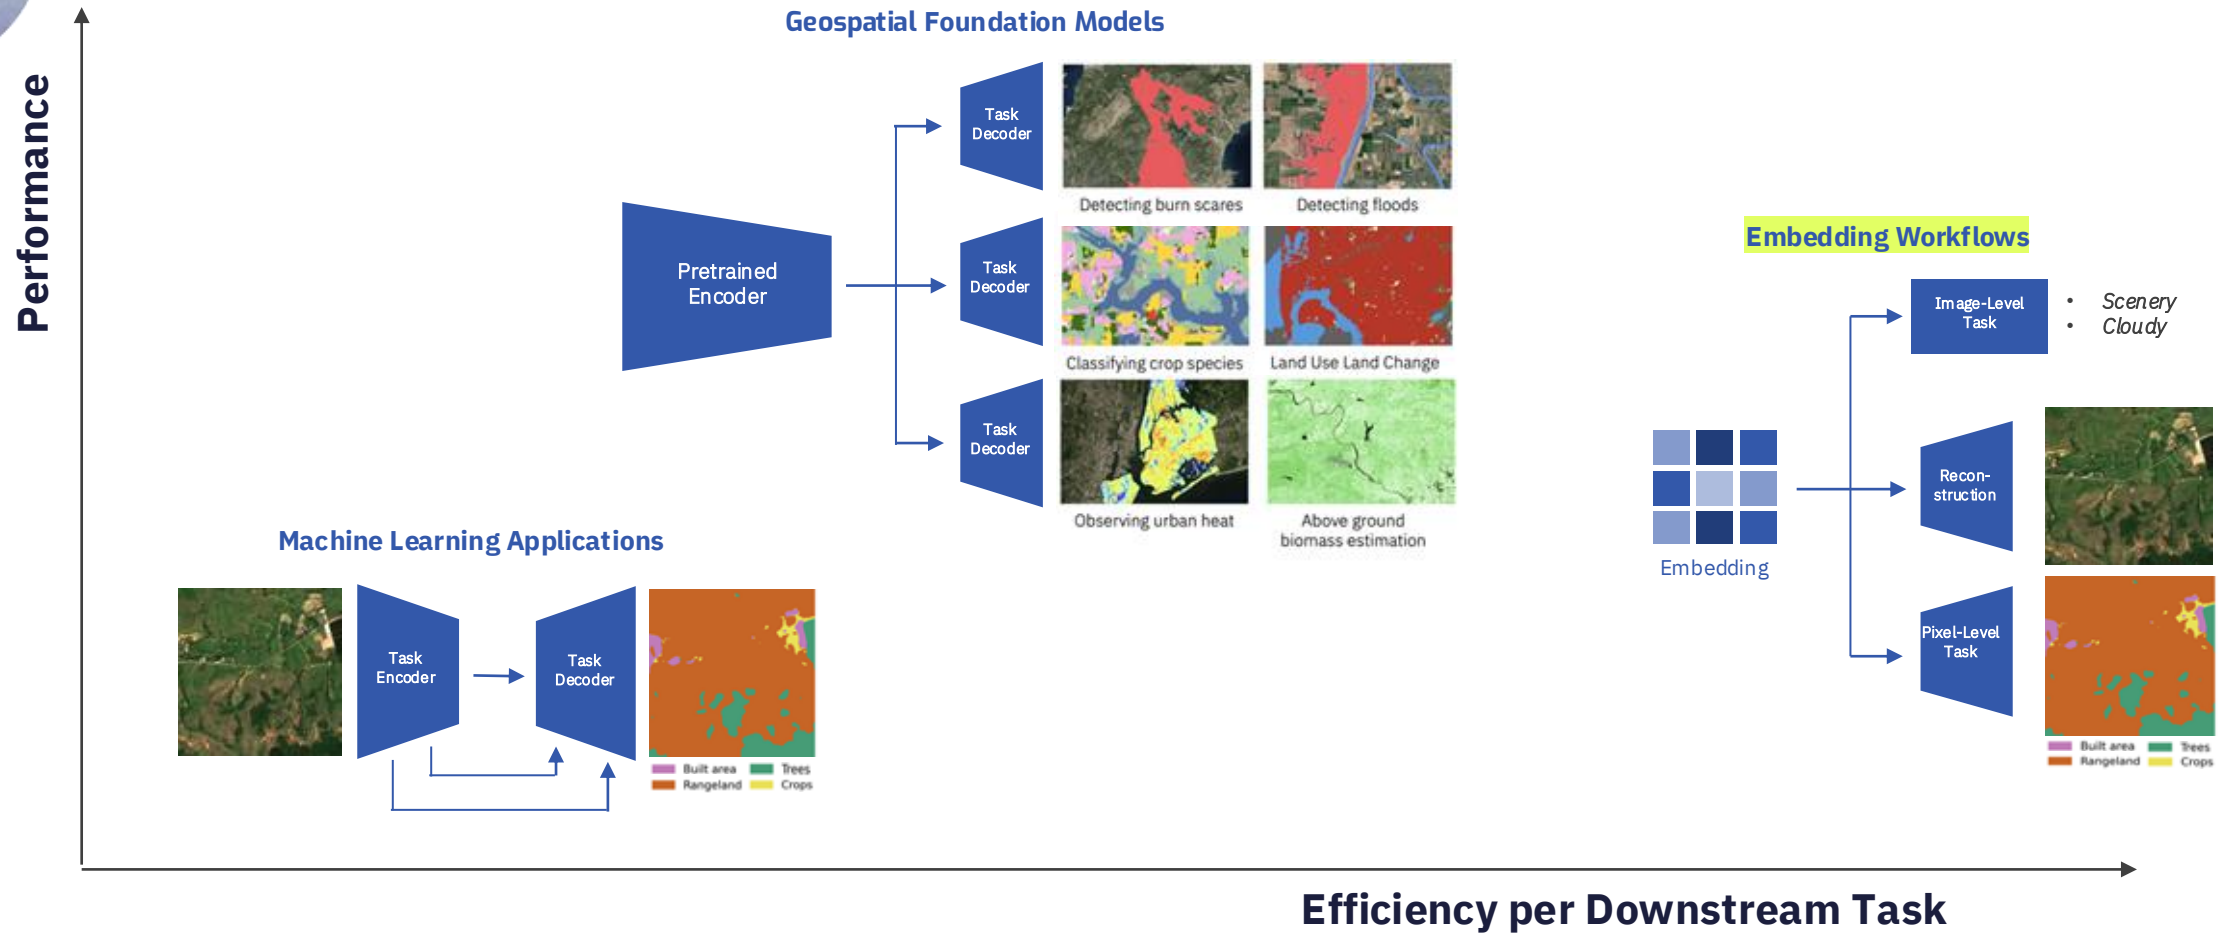 Performance
Geospatial Foundation Models
Pretrained
Encoder
Task
Decoder
Detecting burn scares
Detecting floods
Task
Decoder
Classifying crop species
Land Use Land Change
Task
Decoder
Observing urban heat
Above ground
biomass estimation
Machine Learning Applications
Task
Encoder
Task
Decoder
Built area
Trees
Rangeland
Crops
Embedding Workflows
Embedding
Image-Level
Task
• Scenery
• Cloudy
Recon-
struction
Pixel-Level
Task
Built area
Trees
Rangeland
Crops
Efficiency per Downstream Task